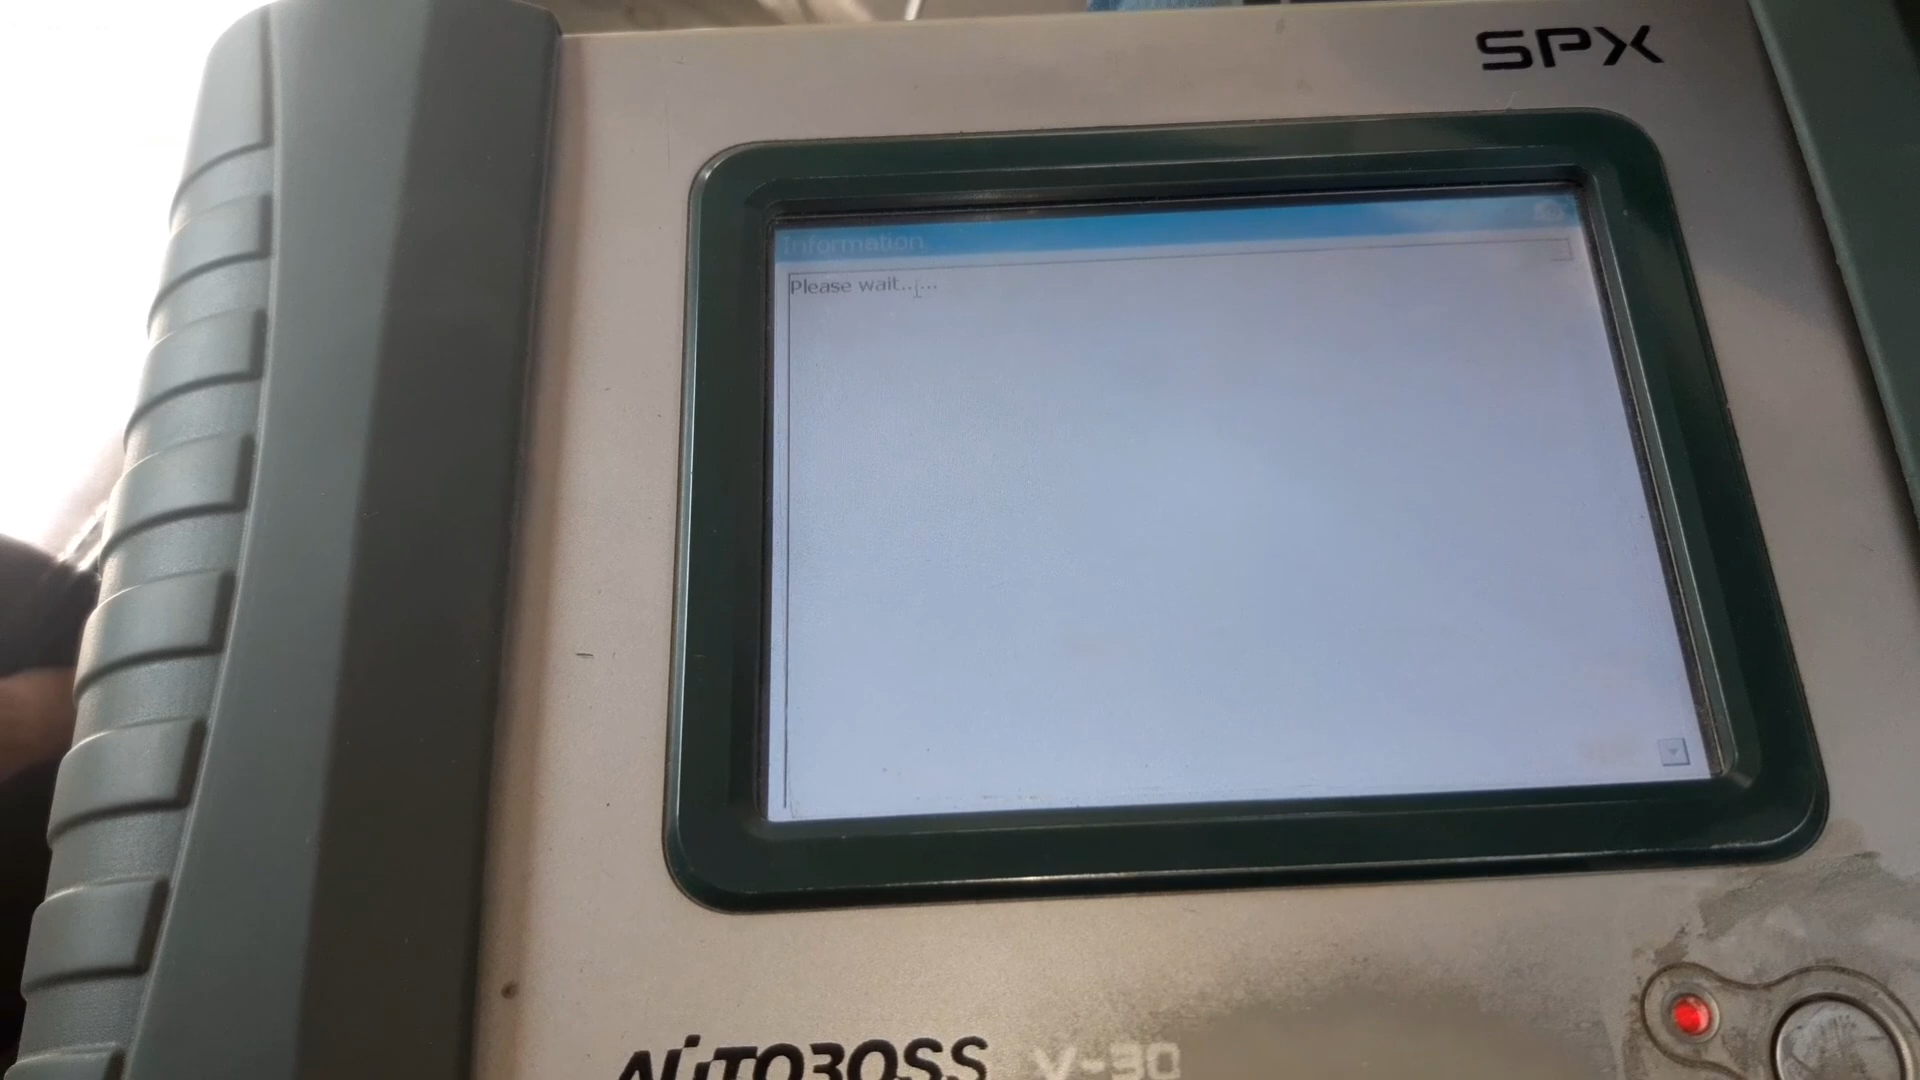 SPX
Information
Please wait......
AUTOBOSS V-30